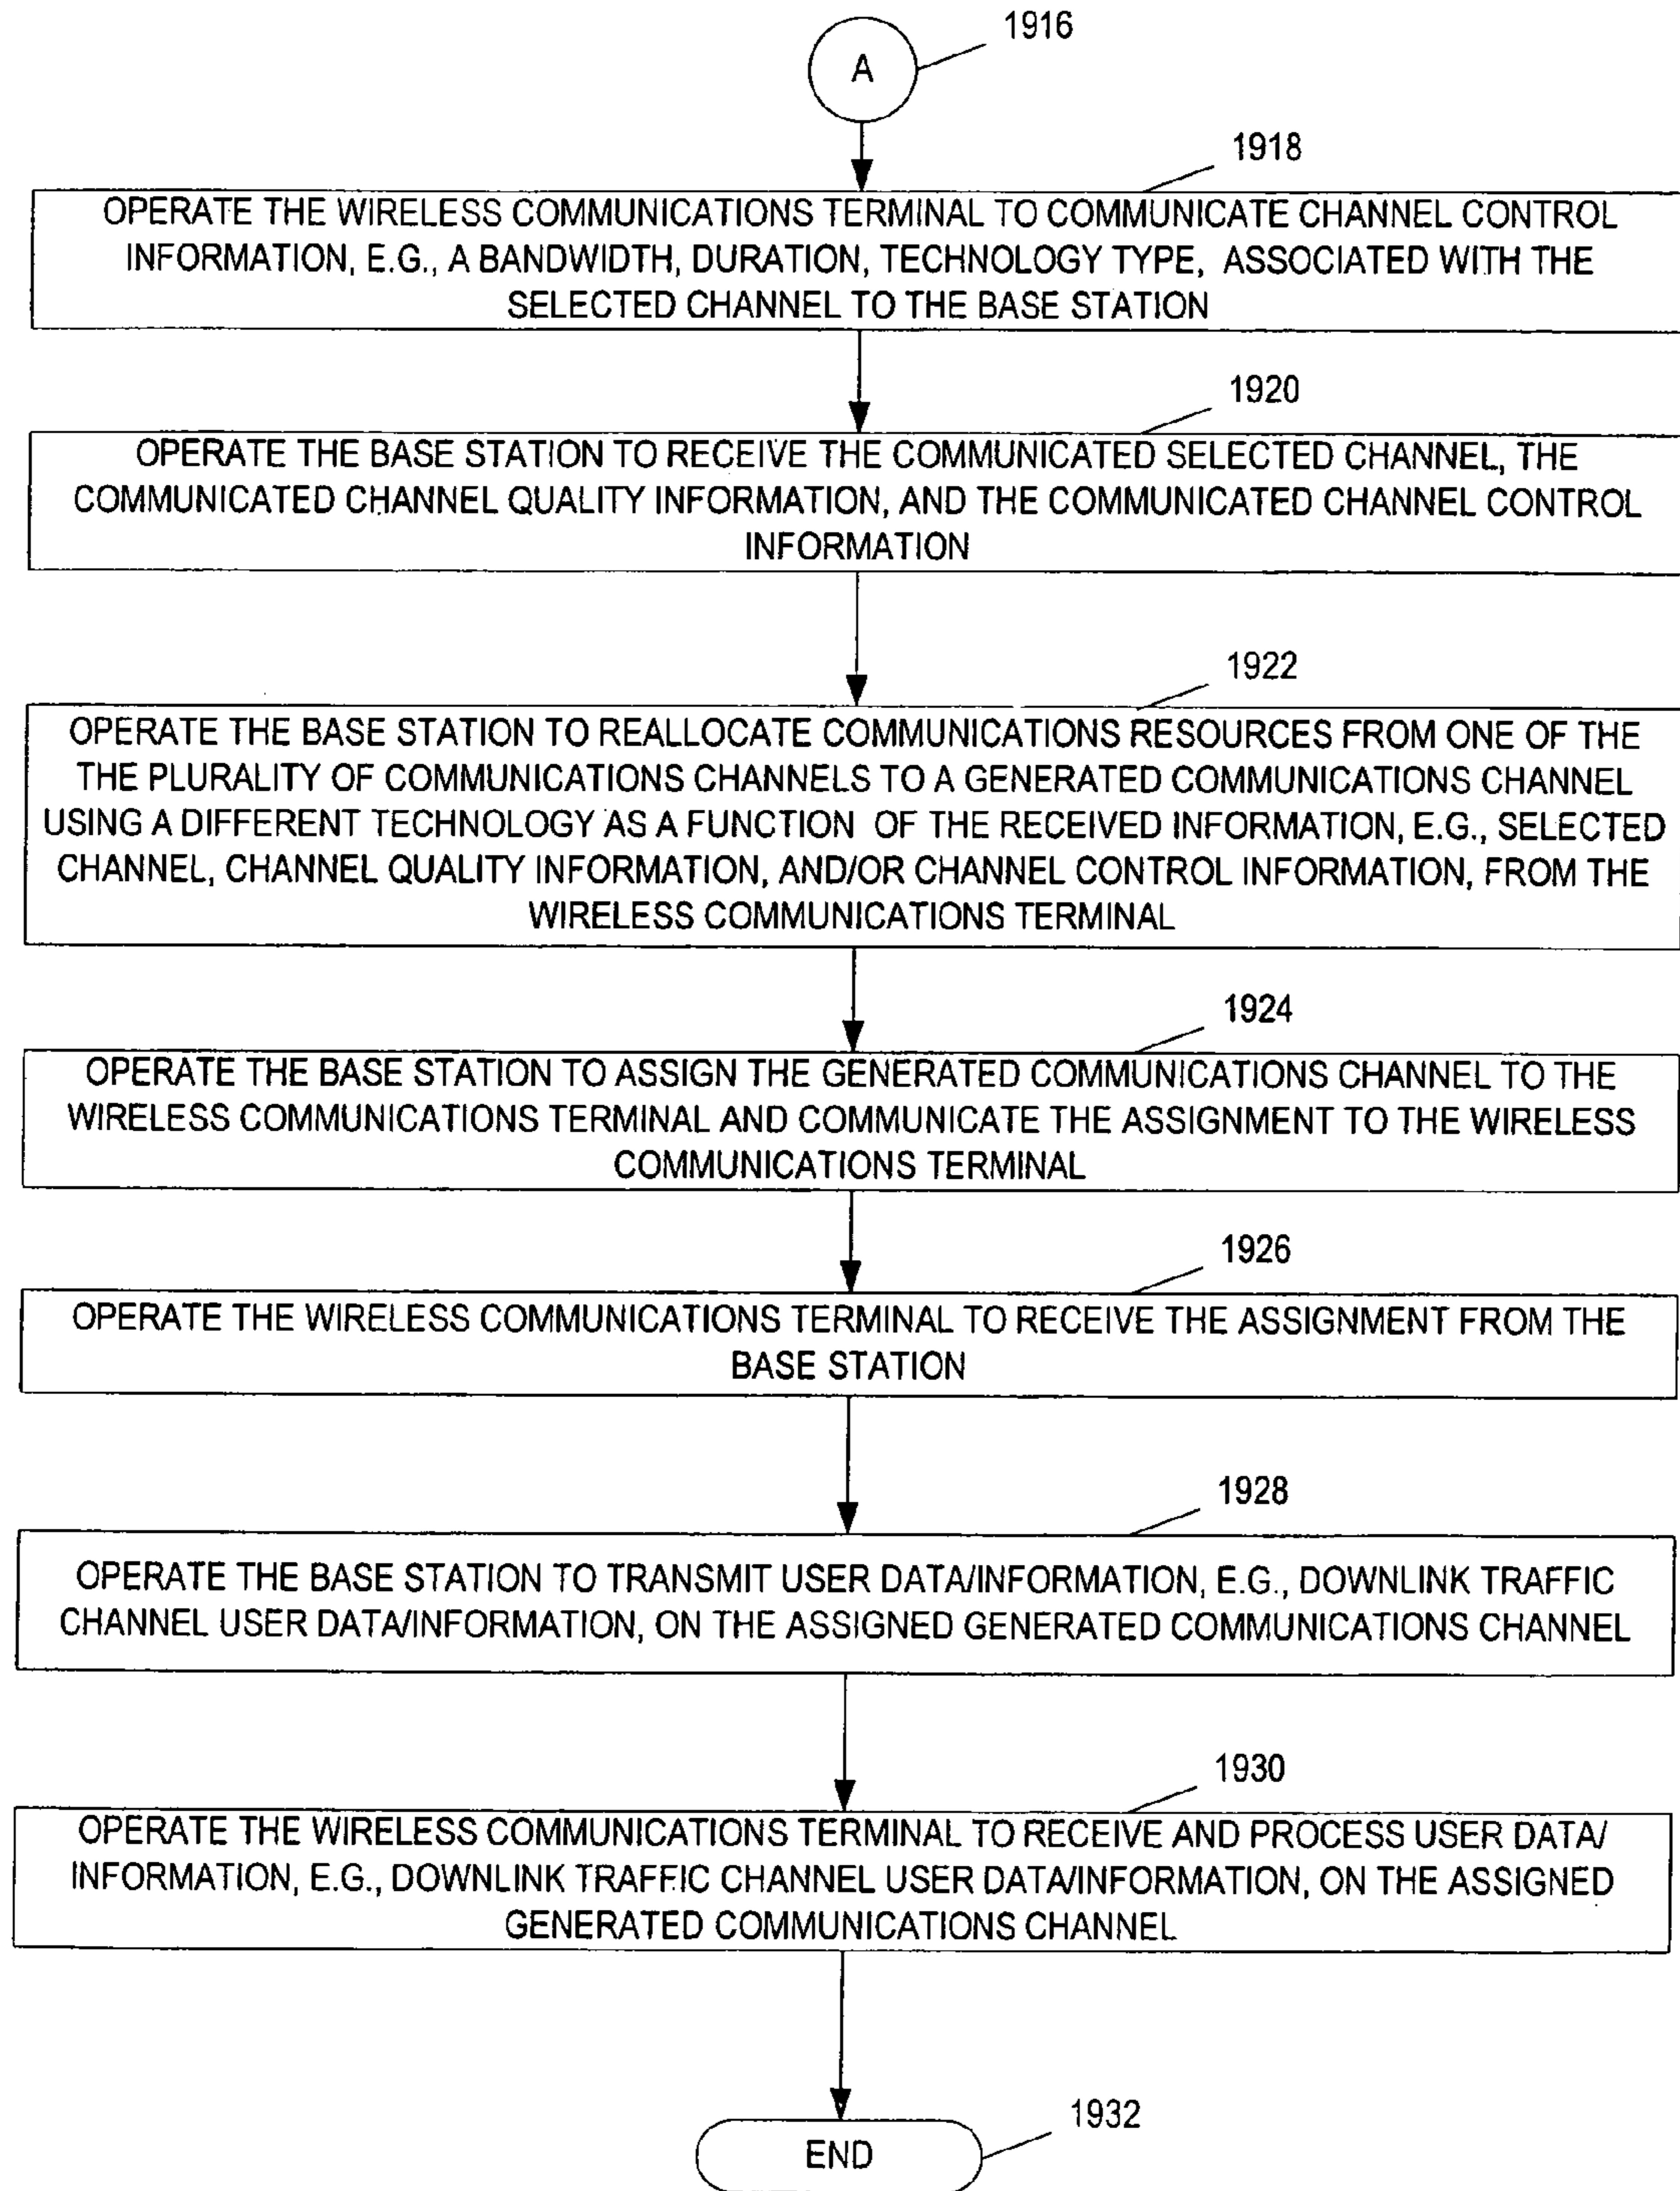 1916
A
1918
OPERATE THE WIRELESS COMMUNICATIONS TERMINAL TO COMMUNICATE CHANNEL CONTROL
INFORMATION, E.G., A BANDWIDTH, DURATION, TECHNOLOGY TYPE, ASSOCIATED WITH THE
SELECTED CHANNEL TO THE BASE STATION
1920
OPERATE THE BASE STATION TO RECEIVE THE COMMUNICATED SELECTED CHANNEL, THE
COMMUNICATED CHANNEL QUALITY INFORMATION, AND THE COMMUNICATED CHANNEL CONTROL
INFORMATION
1922
OPERATE THE BASE STATION TO REALLOCATE COMMUNICATIONS RESOURCES FROM ONE OF THE
THE PLURALITY OF COMMUNICATIONS CHANNELS TO A GENERATED COMMUNICATIONS CHANNEL
USING A DIFFERENT TECHNOLOGY AS A FUNCTION OF THE RECEIVED INFORMATION, E.G., SELECTED
CHANNEL, CHANNEL QUALITY INFORMATION, AND/OR CHANNEL CONTROL INFORMATION, FROM THE
WIRELESS COMMUNICATIONS TERMINAL
1924
OPERATE THE BASE STATION TO ASSIGN THE GENERATED COMMUNICATIONS CHANNEL TO THE
WIRELESS COMMUNICATIONS TERMINAL AND COMMUNICATE THE ASSIGNMENT TO THE WIRELESS
COMMUNICATIONS TERMINAL
1926
OPERATE THE WIRELESS COMMUNICATIONS TERMINAL TO RECEIVE THE ASSIGNMENT FROM THE
BASE STATION
1928
OPERATE THE BASE STATION TO TRANSMIT USER DATA/INFORMATION, E.G., DOWNLINK TRAFFIC
CHANNEL USER DATA/INFORMATION, ON THE ASSIGNED GENERATED COMMUNICATIONS CHANNEL
1930
OPERATE THE WIRELESS COMMUNICATIONS TERMINAL TO RECEIVE AND PROCESS USER DATA/
INFORMATION, E.G., DOWNLINK TRAFFIC CHANNEL USER DATA/INFORMATION, ON THE ASSIGNED
GENERATED COMMUNICATIONS CHANNEL
1932
END